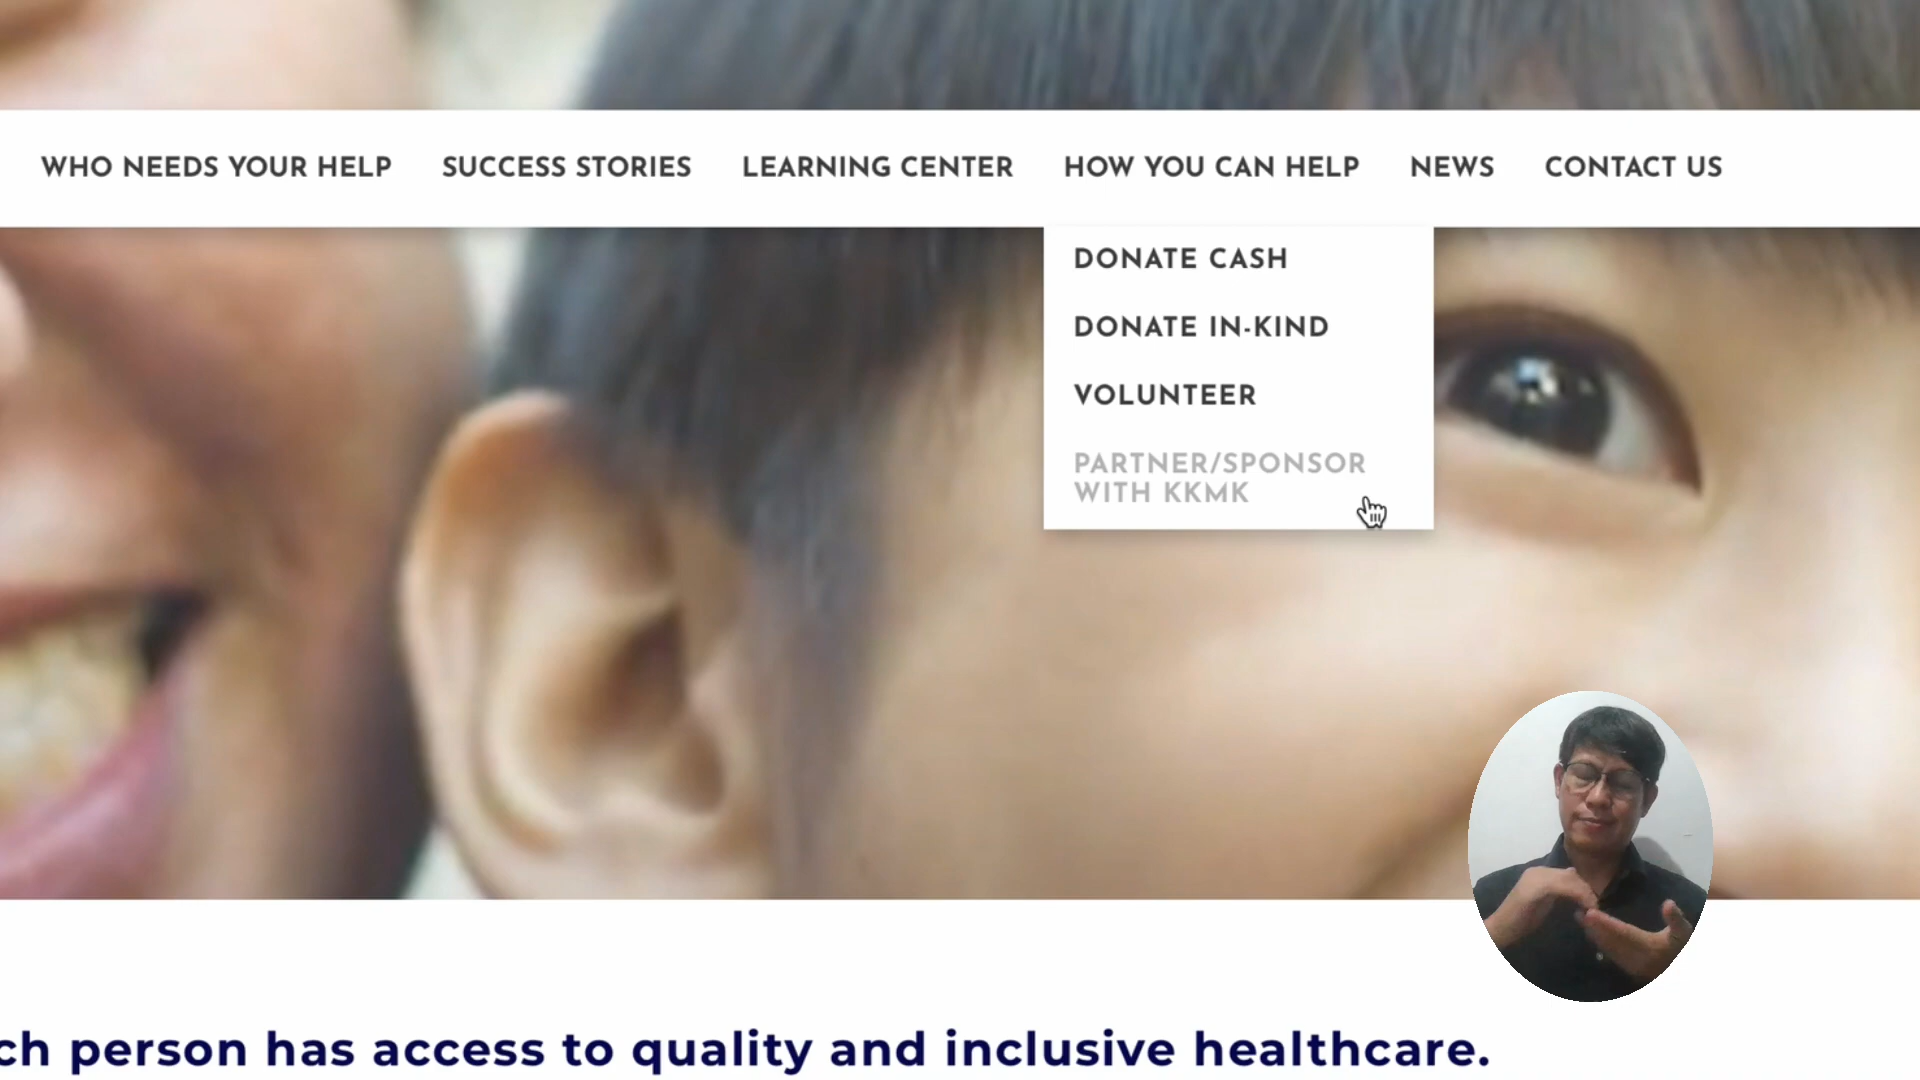 WHO NEEDS YOUR HELP SUCCESS STORIES LEARNING CENTER HOW YOU CAN HELP NEWS CONTACT US
DONATE CASH
DONATE IN-KIND
VOLUNTEER
PARTNER/SPONSOR
WITH KKMK
ch person has access to quality and inclusive healthcare.